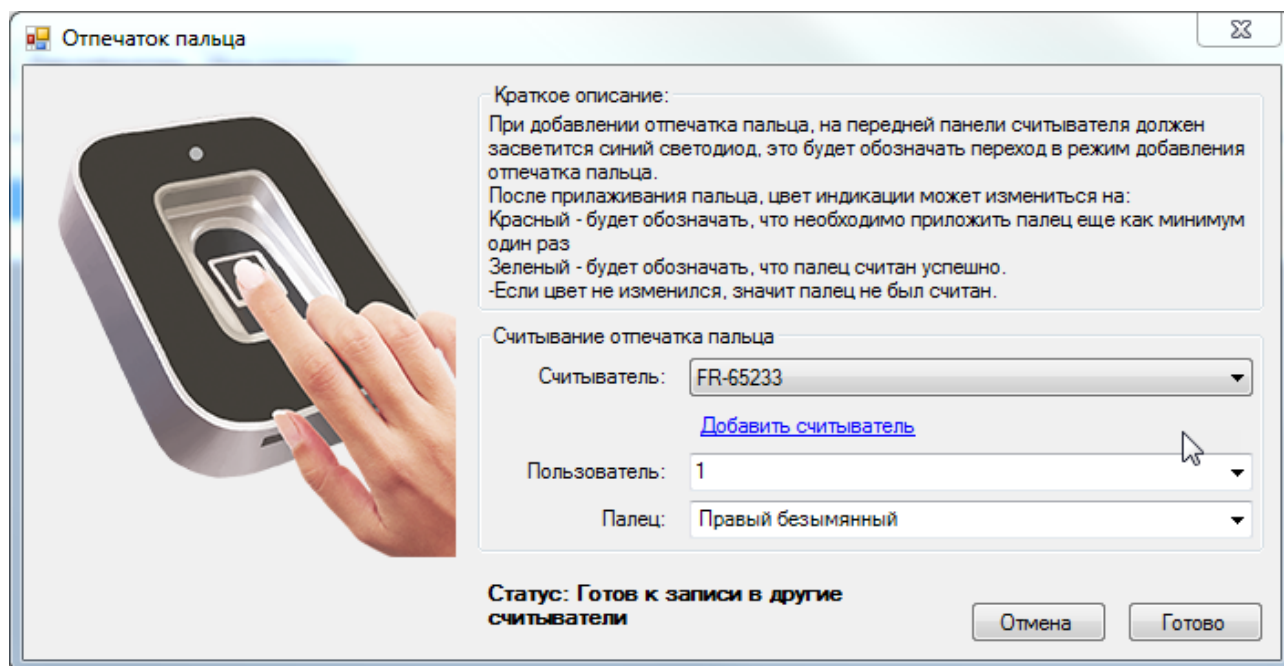 Отпечаток пальца
Краткое описание:
При добавлении отпечатка пальца, на передней панели считывателя должен
засветится синий светодиод, это будет обозначать переход в режим добавления
отпечатка пальца.
После прилаживания пальца, цвет индикации может измениться на:
Красный - будет обозначать, что необходимо приложить палец еще как минимум
один раз
Зеленый - будет обозначать, что палец считан успешно.
-Если цвет не изменился, значит палец не был считан.
Считывание отпечатка пальца
Считыватель: FR-65233
Добавить считыватель
Пользователь: 1
Палец: Правый безымянный
Статус: Готов к записи в другие
считыватели
Отмена Готово